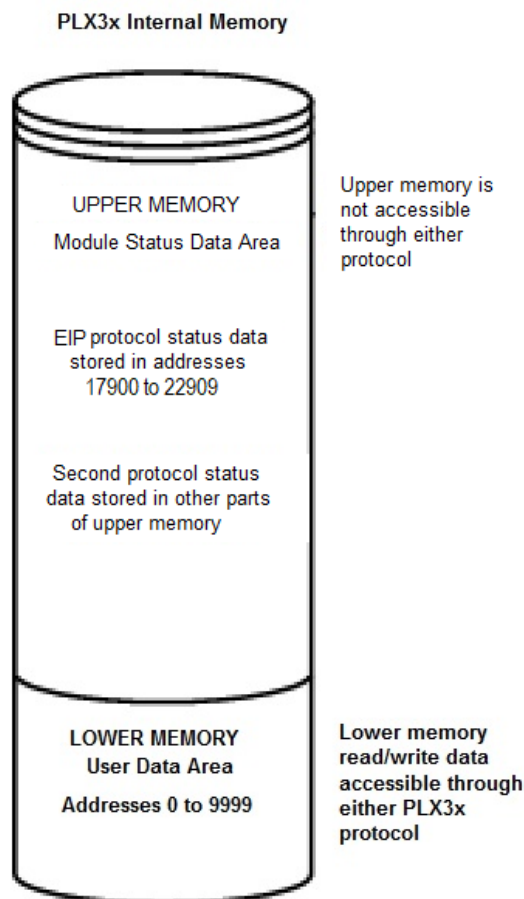 PLX3x Internal Memory
UPPER MEMORY
Module Status Data Area
Upper memory is
not accessible
through either
protocol
EIP protocol status data
stored in addresses
17900 to 22909
Second protocol status
data stored in other parts
of upper memory
LOWER MEMORY
User Data Area
Addresses 0 to 9999
Lower memory
read/write data
accessible through
either PLX3x
protocol